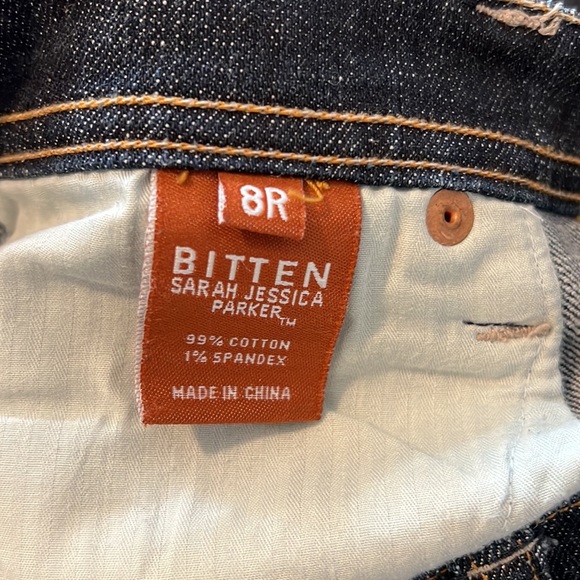 8R
BITTEN
SARAH JESSICA
PARKER™
99% COTTON
1% SPANDEX
MADE IN CHINA